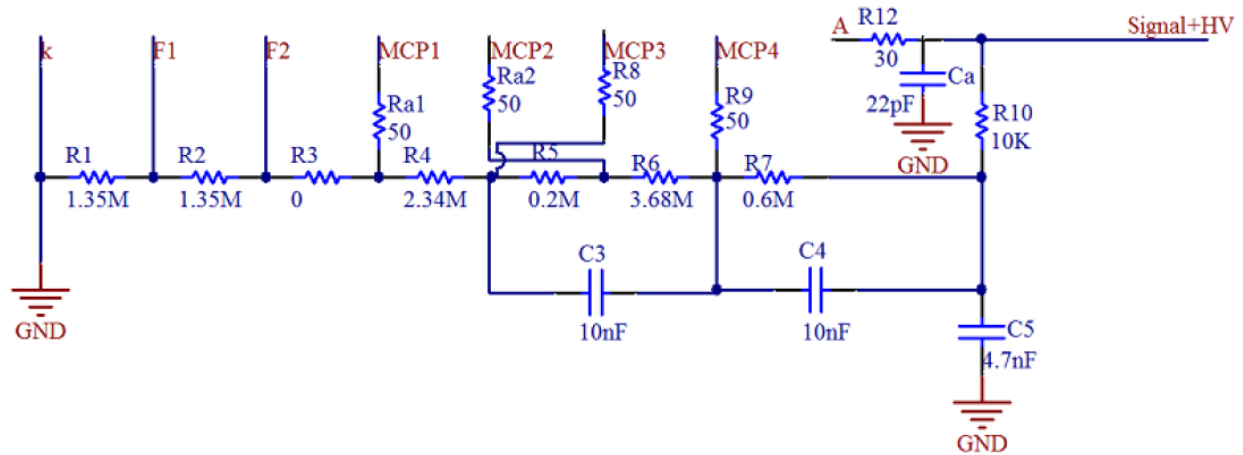 k
F1
F2
MCP1
MCP2
MCP3
MCP4
A
R12
30
Signal+HV
Ca
22pF
GND
Ra1
50
Ra2
50
R8
50
R9
50
R10
10K
R1
1.35M
R2
1.35M
R3
0
R4
2.34M
R5
0.2M
R6
3.68M
R7
0.6M
C3
10nF
C4
10nF
C5
4.7nF
GND
GND